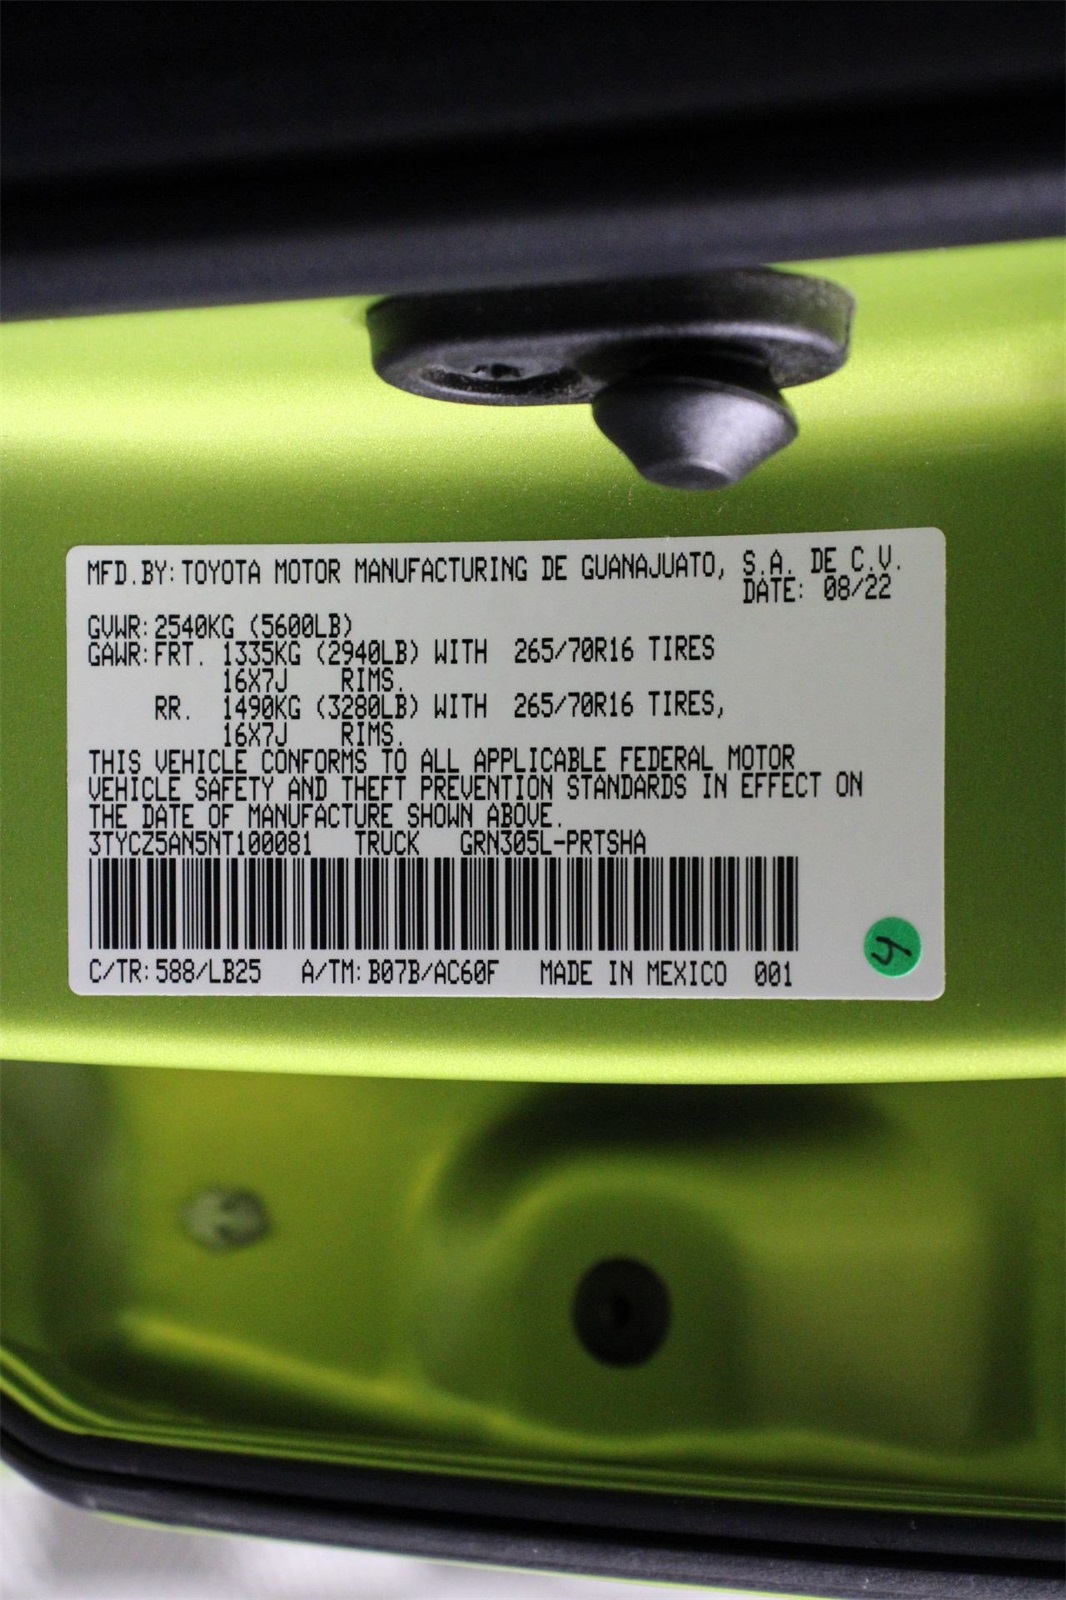 MFD.BY:TOYOTA MOTOR MANUFACTURING DE GUANAJUATO, S.A. DE C.V.
DATE: 08/22
GVWR:2540KG (5600LB)
GAWR:FRT. 1335KG (2940LB) WITH 265/70R16 TIRES
16X7J RIMS.
RR. 1490KG (3280LB) WITH 265/70R16 TIRES,
16X7J RIMS.
THIS VEHICLE CONFORMS TO ALL APPLICABLE FEDERAL MOTOR
VEHICLE SAFETY AND THEFT PREVENTION STANDARDS IN EFFECT ON
THE DATE OF MANUFACTURE SHOWN ABOVE.
3TYCZ5AN5NT100081 TRUCK GRN305L-PRTSHA
C/TR:588/LB25 A/TM:B07B/AC60F MADE IN MEXICO 001